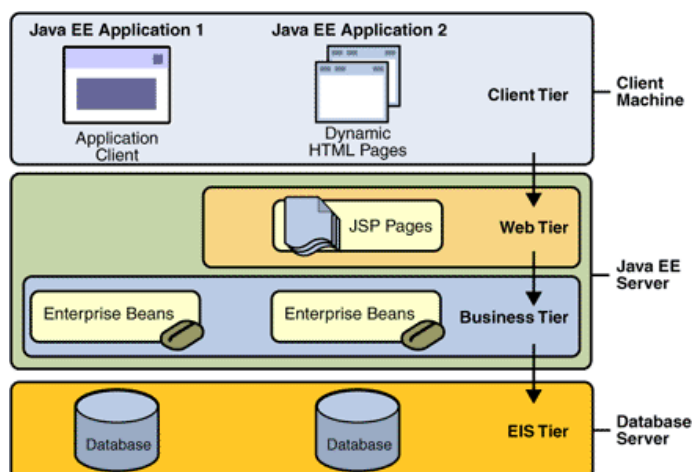 Java EE Application 1
Java EE Application 2
Application
Client
Dynamic
HTML Pages
Client Tier
Client
Machine
JSP Pages
Web Tier
Java EE
Server
Enterprise Beans
Enterprise Beans
Business Tier
Database
Database
EIS Tier
Database
Server